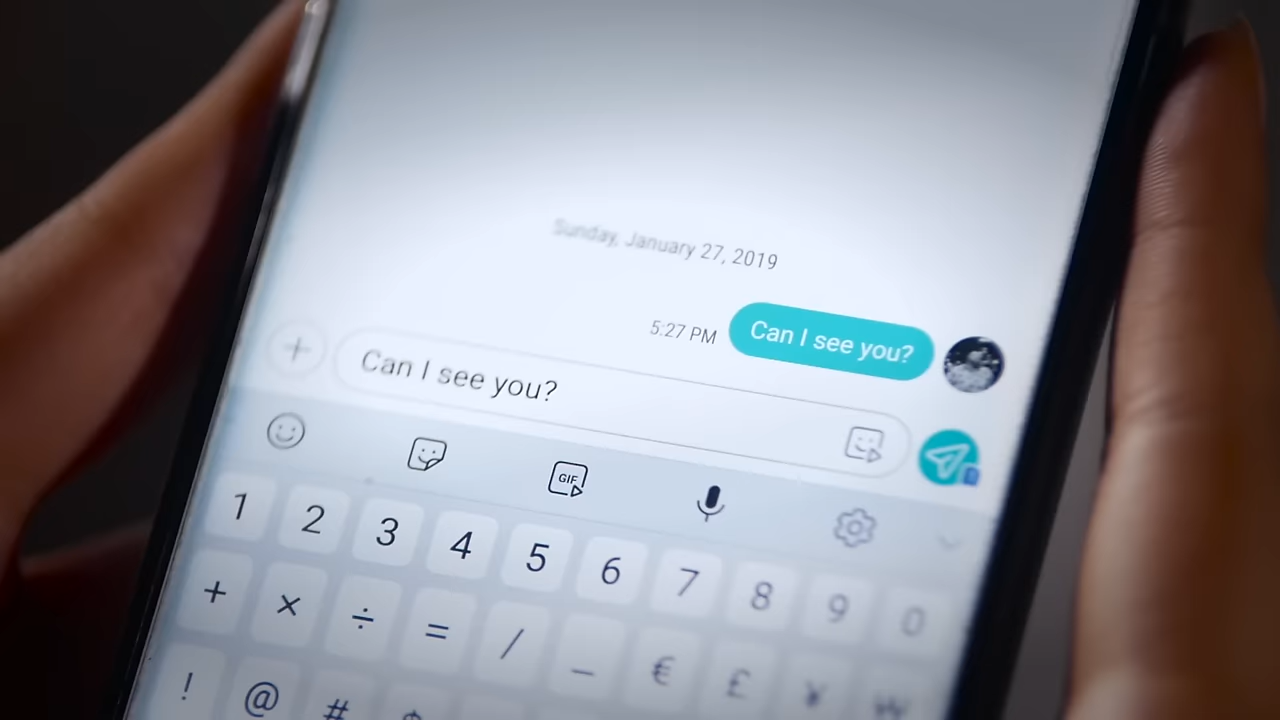 Sunday, January 27, 2019
5:27 PM
Can I see you?
Can I see you?
GIF
1 2 3 4 5 6 7 8 9 0
+ × ÷ = / _ € £ ¥ ₩
! @ #